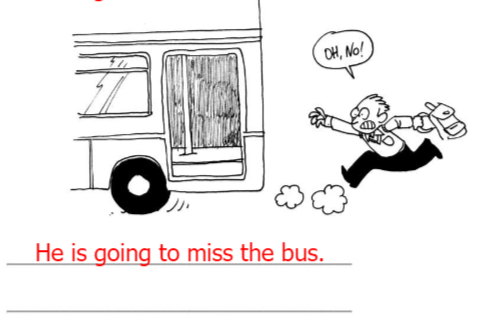 OH, NO!
He is going to miss the bus.